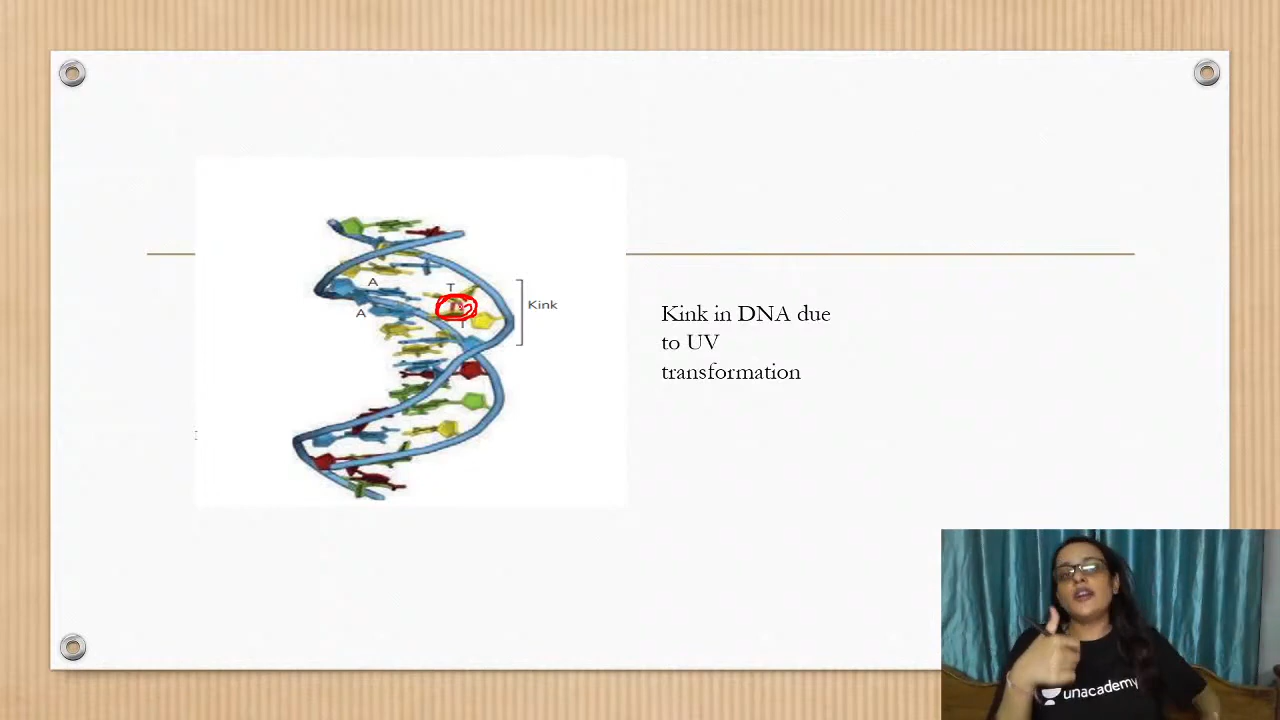 A
T
Kink
A
T
Kink in DNA due
to UV
transformation
unacademy